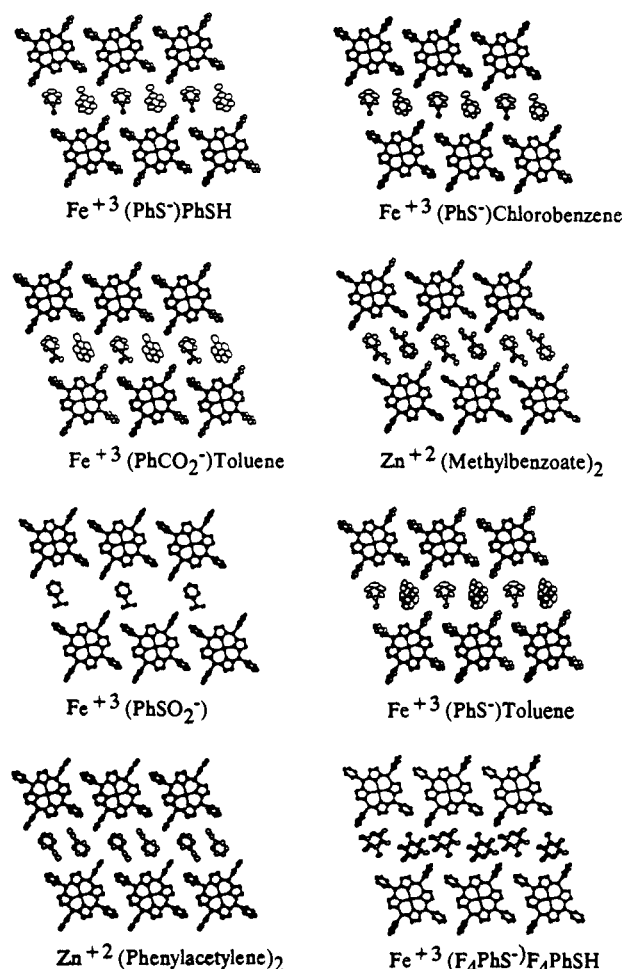 Fe+3 (PhS-)PhSH
Fe+3 (PhS-)Chlorobenzene
Fe+3 (PhCO2-)Toluene
Zn+2 (Methylbenzoate)2
Fe+3 (PhSO2-)
Fe+3 (PhS-)Toluene
Zn+2 (Phenylacetylene)2
Fe+3 (F4PhS-)F4PhSH